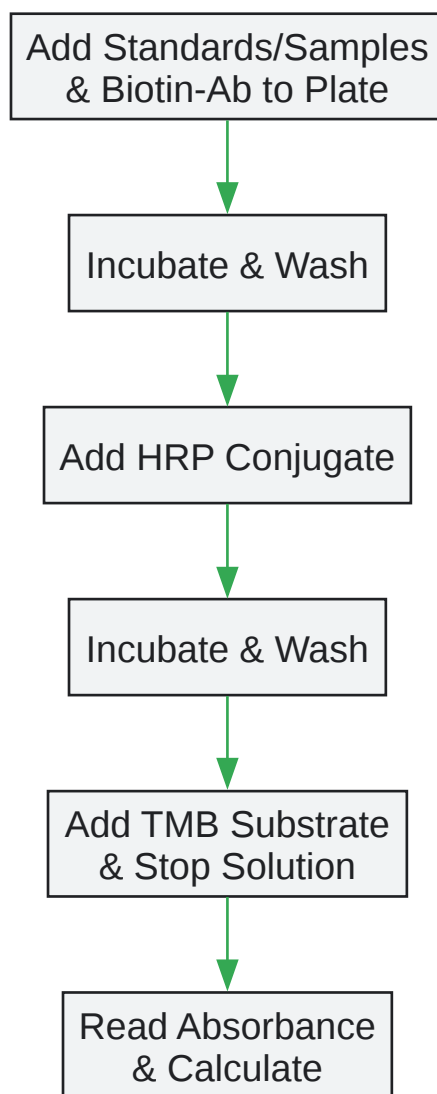 Add Standards/Samples
& Biotin-Ab to Plate
Incubate & Wash
Add HRP Conjugate
Incubate & Wash
Add TMB Substrate
& Stop Solution
Read Absorbance
& Calculate